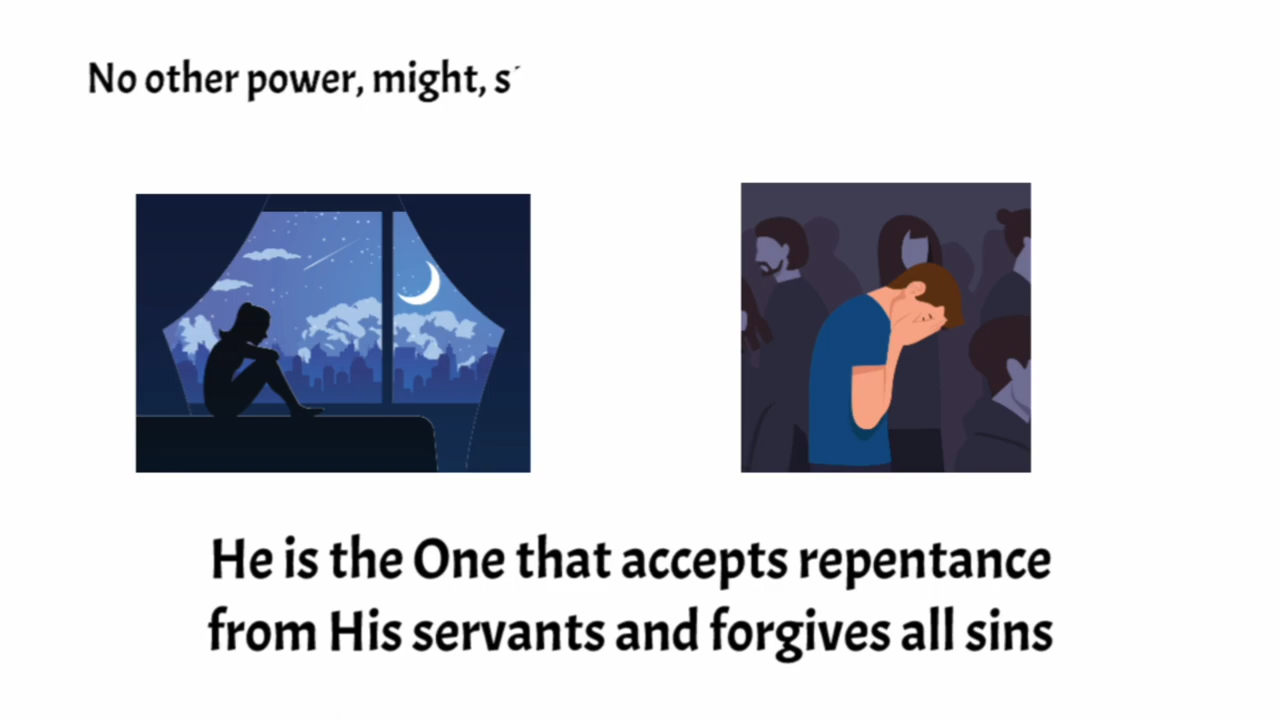 No other power, might, s
He is the One that accepts repentance
from His servants and forgives all sins